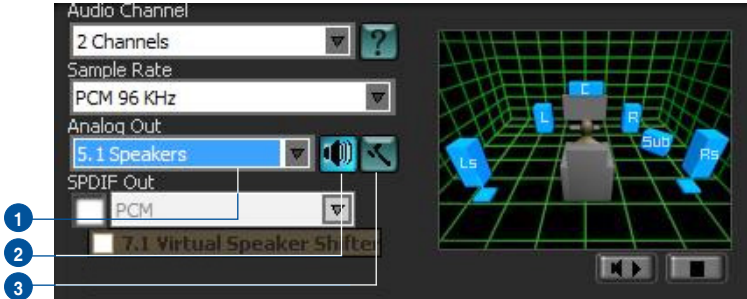 Audio Channel
2 Channels
?
Sample Rate
PCM 96 KHz
Analog Out
5.1 Speakers
SPDIF Out
PCM
7.1 Virtual Speaker Shifter
1
2
3
C
L
R
Sub
Ls
Rs